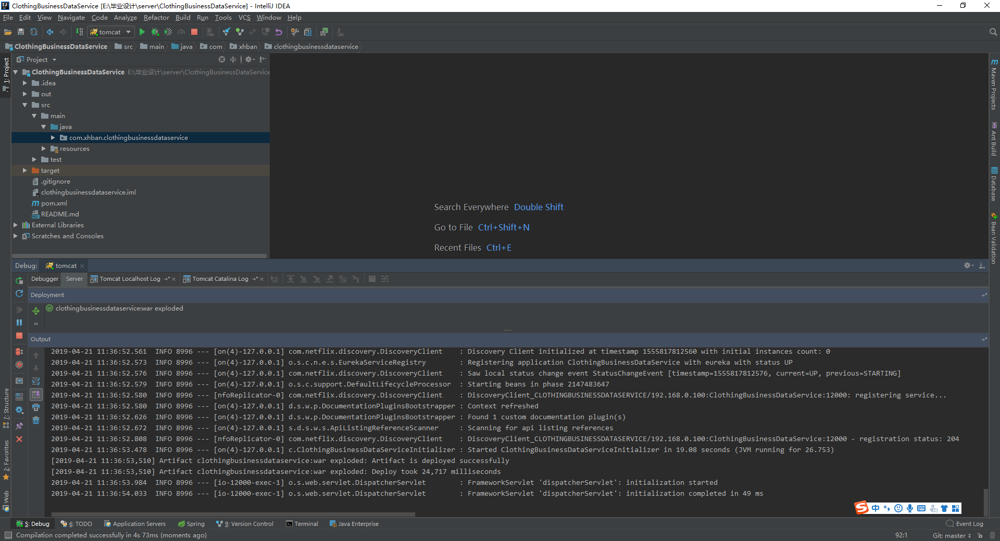 ClothingBusinessDataService [E:\毕业设计\server\ClothingBusinessDataService] - IntelliJ IDEA
File Edit View Navigate Code Analyze Refactor Build Run Tools VCS Window Help
tomcat
ClothingBusinessDataService src main java com xhban clothingbusinessdataservice
Project
ClothingBusinessDataService E:\毕业设计\server\ClothingBusinessDataService
.idea
out
src
main
java
com.xhban.clothingbusinessdataservice
resources
test
target
.gitignore
clothingbusinessdataservice.iml
pom.xml
README.md
External Libraries
Scratches and Consoles
1: Project
7: Structure
2: Favorites
Web
Maven Projects
Ant Build
Database
Bean Validation
Search Everywhere Double Shift
Go to File Ctrl+Shift+N
Recent Files Ctrl+E
Debug: tomcat
Debugger Server Tomcat Localhost Log Tomcat Catalina Log
Deployment
clothingbusinessdataservice:war exploded
Output
2019-04-21 11:36:52.561  INFO 8996 --- [on(4)-127.0.0.1] com.netflix.discovery.DiscoveryClient    : Discovery Client initialized at timestamp 1555817812560 with initial instances count: 0
2019-04-21 11:36:52.573  INFO 8996 --- [on(4)-127.0.0.1] o.s.c.n.e.s.EurekaServiceRegistry        : Registering application ClothingBusinessDataService with eureka with status UP
2019-04-21 11:36:52.576  INFO 8996 --- [on(4)-127.0.0.1] com.netflix.discovery.DiscoveryClient    : Saw local status change event StatusChangeEvent [timestamp=1555817812576, current=UP, previous=STARTING]
2019-04-21 11:36:52.579  INFO 8996 --- [on(4)-127.0.0.1] o.s.c.support.DefaultLifecycleProcessor  : Starting beans in phase 2147483647
2019-04-21 11:36:52.580  INFO 8996 --- [nfoReplicator-0] com.netflix.discovery.DiscoveryClient    : DiscoveryClient_CLOTHINGBUSINESSDATASERVICE/192.168.0.100:ClothingBusinessDataService:12000: registering service...
2019-04-21 11:36:52.580  INFO 8996 --- [on(4)-127.0.0.1] d.s.w.p.DocumentationPluginsBootstrapper : Context refreshed
2019-04-21 11:36:52.626  INFO 8996 --- [on(4)-127.0.0.1] d.s.w.p.DocumentationPluginsBootstrapper : Found 1 custom documentation plugin(s)
2019-04-21 11:36:52.672  INFO 8996 --- [on(4)-127.0.0.1] s.d.s.w.s.ApiListingReferenceScanner     : Scanning for api listing references
2019-04-21 11:36:52.808  INFO 8996 --- [nfoReplicator-0] com.netflix.discovery.DiscoveryClient    : DiscoveryClient_CLOTHINGBUSINESSDATASERVICE/192.168.0.100:ClothingBusinessDataService:12000 - registration status: 204
2019-04-21 11:36:53.478  INFO 8996 --- [on(4)-127.0.0.1] c.ClothingBusinessDataServiceInitializer : Started ClothingBusinessDataServiceInitializer in 19.08 seconds (JVM running for 26.753)
[2019-04-21 11:36:53,510] Artifact clothingbusinessdataservice:war exploded: Artifact is deployed successfully
[2019-04-21 11:36:53,510] Artifact clothingbusinessdataservice:war exploded: Deploy took 24,717 milliseconds
2019-04-21 11:36:53.984  INFO 8996 --- [io-12000-exec-1] o.s.web.servlet.DispatcherServlet        : FrameworkServlet 'dispatcherServlet': initialization started
2019-04-21 11:36:54.033  INFO 8996 --- [io-12000-exec-1] o.s.web.servlet.DispatcherServlet        : FrameworkServlet 'dispatcherServlet': initialization completed in 49 ms
中
5: Debug 6: TODO Application Servers Spring 9: Version Control Terminal Java Enterprise Event Log
Compilation completed successfully in 4s 73ms (moments ago) 92:1 Git: master